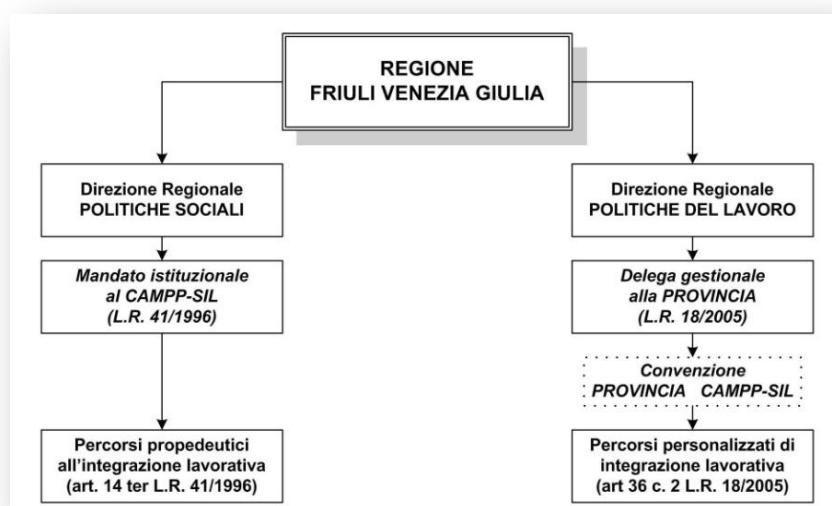 REGIONE
FRIULI VENEZIA GIULIA
Direzione Regionale
POLITICHE SOCIALI
Direzione Regionale
POLITICHE DEL LAVORO
Mandato istituzionale
al CAMPP-SIL
(L.R. 41/1996)
Delega gestionale
alla PROVINCIA
(L.R. 18/2005)
Convenzione
PROVINCIA CAMPP-SIL
Percorsi propedeutici
all'integrazione lavorativa
(art. 14 ter L.R. 41/1996)
Percorsi personalizzati di
integrazione lavorativa
(art 36 c. 2 L.R. 18/2005)